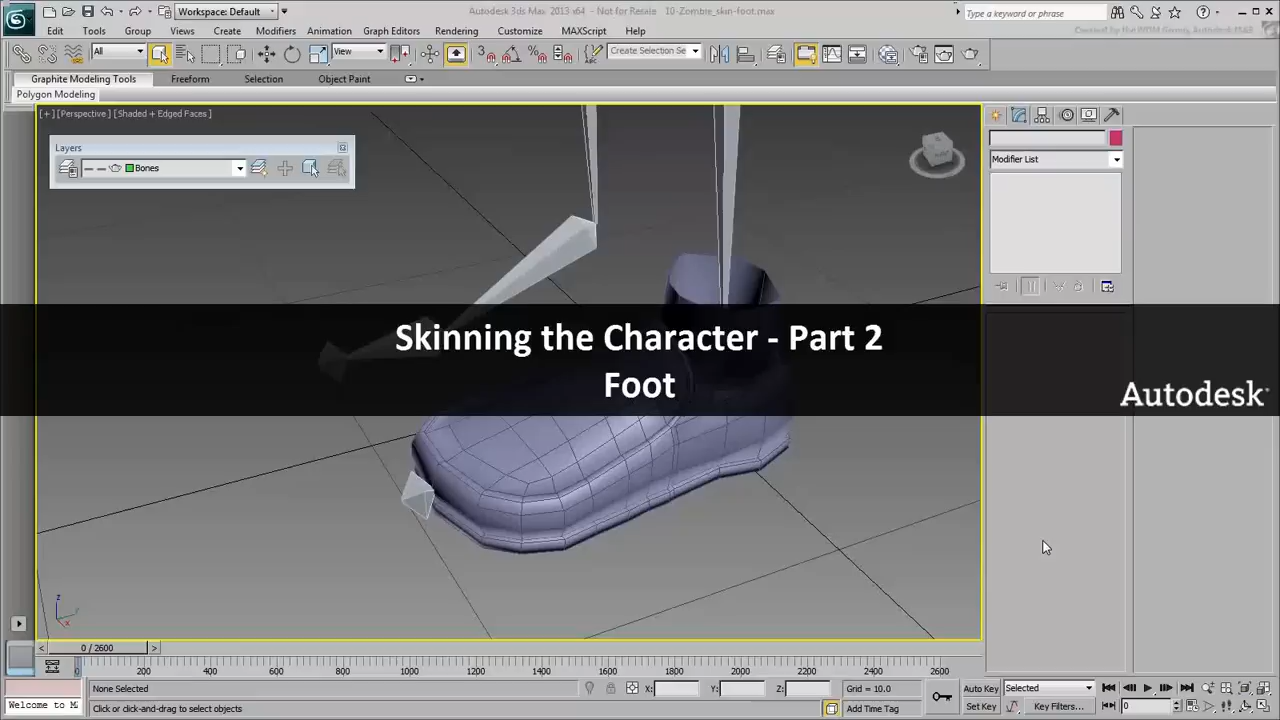 Workspace: Default
Autodesk 3ds Max 2013 x64 - Not for Resale 10-Zombie_skin-foot.max
Type a keyword or phrase
Edit Tools Group Views Create Modifiers Animation Graph Editors Rendering Customize MAXScript Help
All View Create Selection Se
Graphite Modeling Tools Freeform Selection Object Paint
Polygon Modeling
[+] [Perspective] [Shaded + Edged Faces]
Layers
Bones
Modifier List
Skinning the Character - Part 2
Foot
Autodesk
z
x
0 / 2600
0 200 400 600 800 1000 1200 1400 1600 1800 2000 2200 2400 2600
None Selected X: Y: Z: Grid = 10.0 Auto Key Selected
Welcome to M Click or click-and-drag to select objects Add Time Tag Set Key Key Filters... 0